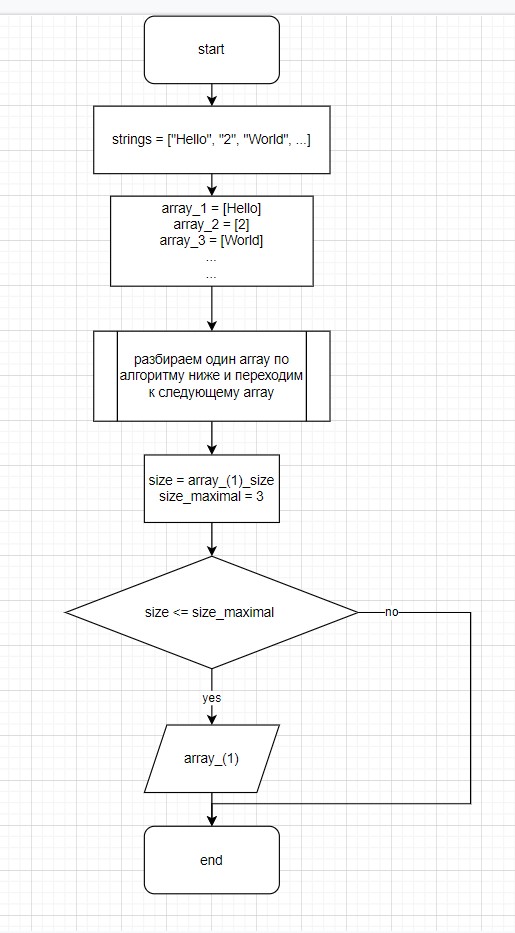 start
strings = ["Hello", "2", "World", ...]
array_1 = [Hello]
array_2 = [2]
array_3 = [World]
...
...
разбираем один array по
алгоритму ниже и переходим
к следующему array
size = array_(1)_size
size_maximal = 3
size <= size_maximal
no
yes
array_(1)
end